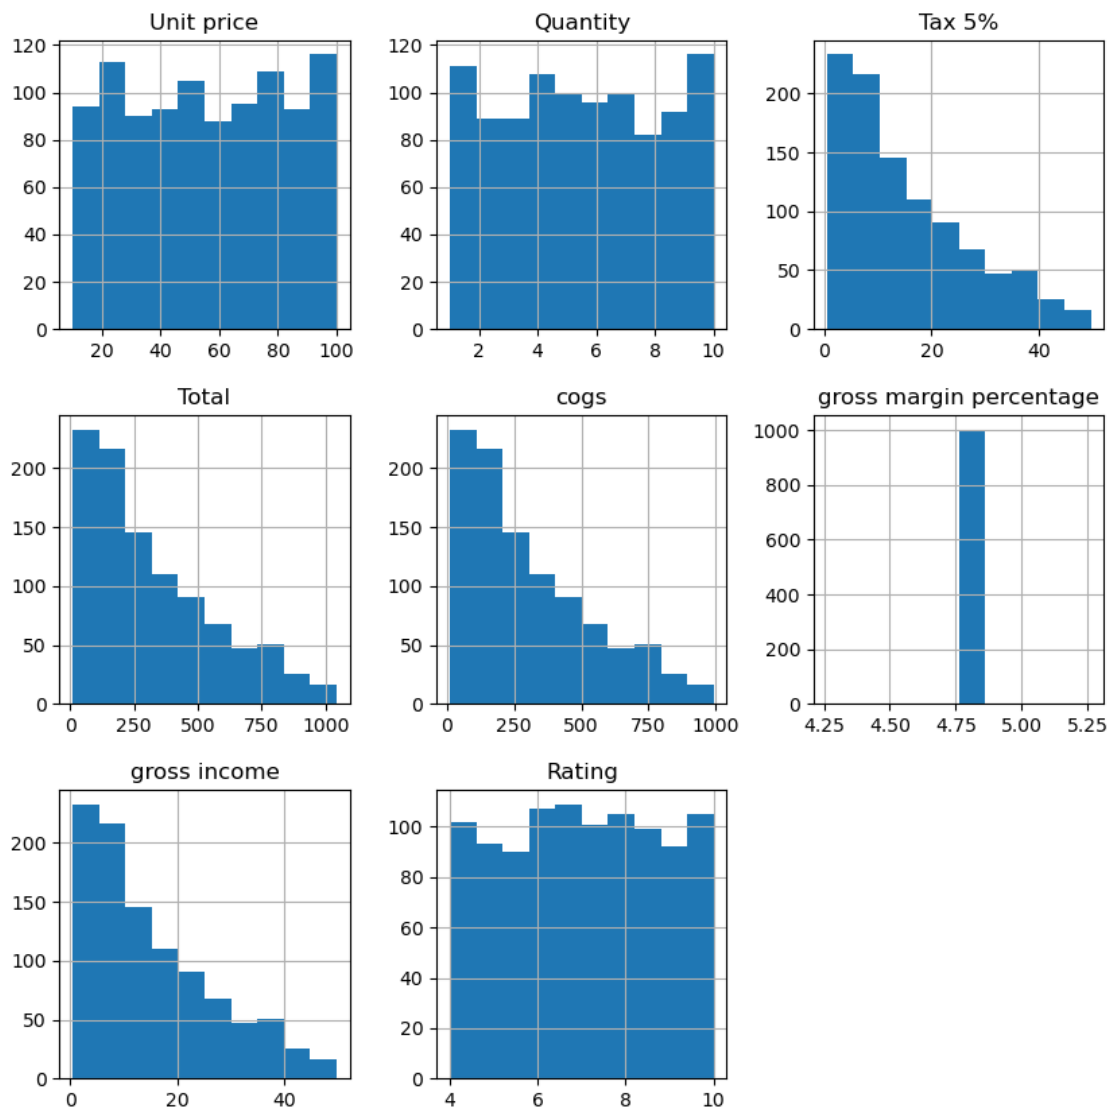 Unit price
120
100
80
60
40
20
0
20 40 60 80 100
Quantity
120
100
80
60
40
20
0
2 4 6 8 10
Tax 5%
200
150
100
50
0
0 20 40
Total
200
150
100
50
0
0 250 500 750 1000
cogs
200
150
100
50
0
0 250 500 750 1000
gross margin percentage
1000
800
600
400
200
0
4.25 4.50 4.75 5.00 5.25
gross income
200
150
100
50
0
0 20 40
Rating
100
80
60
40
20
0
4 6 8 10